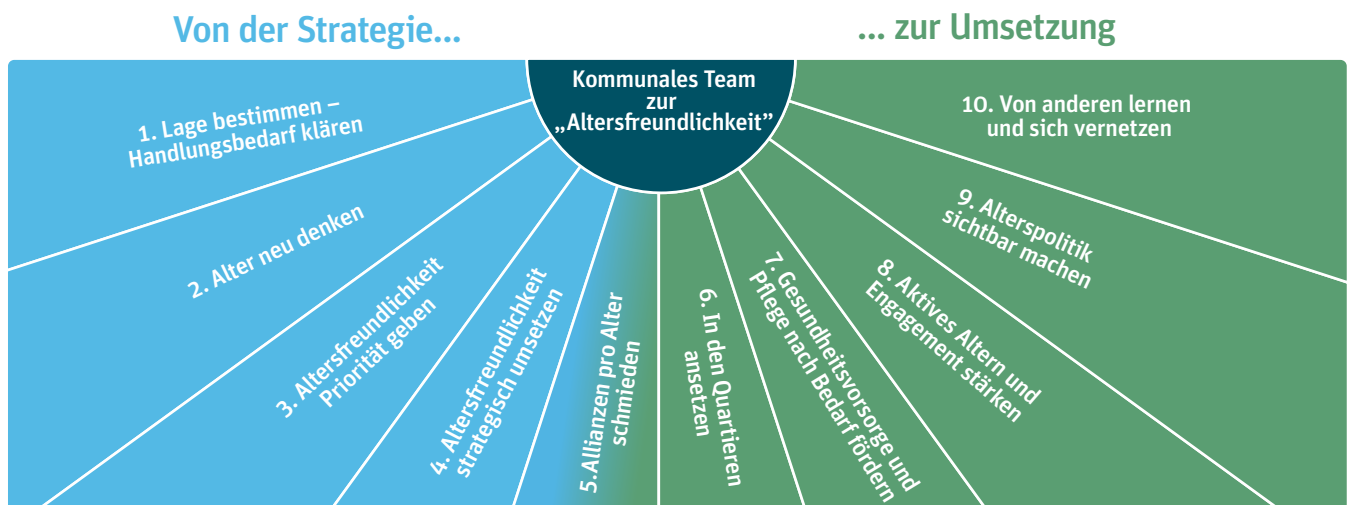 Von der Strategie...
... zur Umsetzung
Kommunales Team
zur
„Altersfreundlichkeit”
1. Lage bestimmen –
Handlungsbedarf klären
2. Alter neu denken
3. Altersfreundlichkeit
Priorität geben
4. Altersfrreundlichkeit
strategisch umsetzen
5.Allianzen pro Alter
schmieden
6. In den Quartieren
ansetzen
7. Gesundheitsvorsorge und
Pflege nach Bedarf fördern
8. Aktives Altern und
Engagement stärken
9. Alterspolitik
sichtbar machen
10. Von anderen lernen
und sich vernetzen